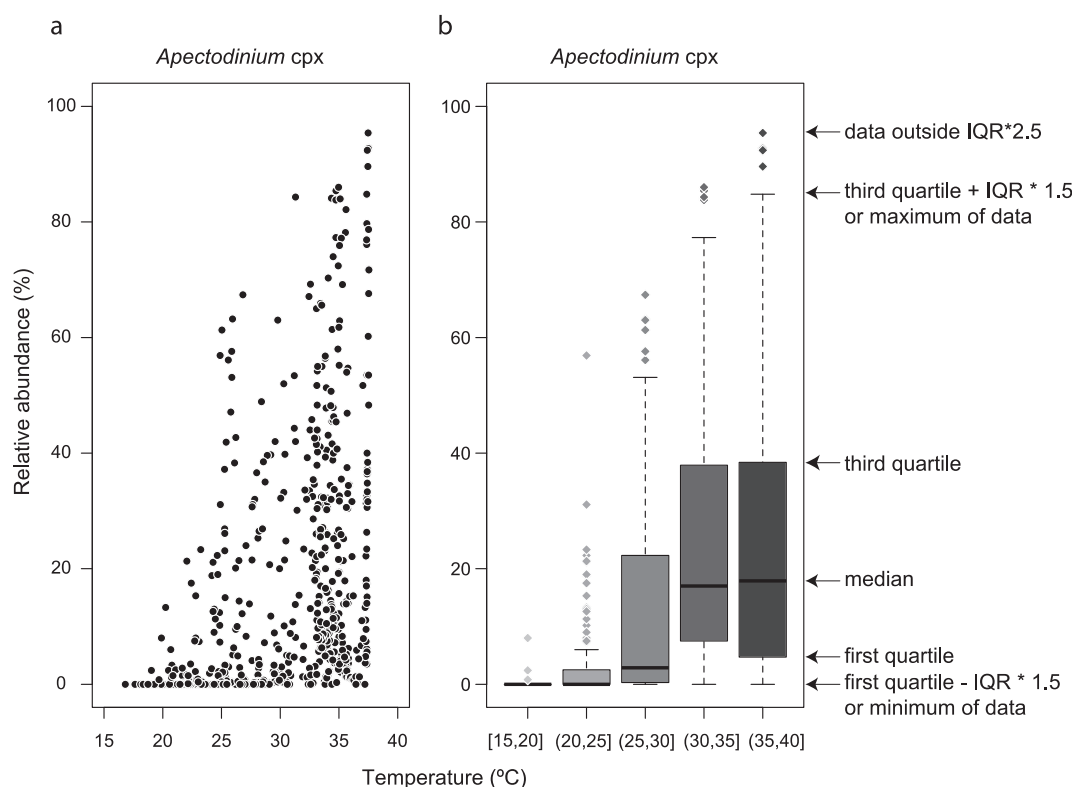 a
b
Apectodinium cpx
Apectodinium cpx
Relative abundance (%)
100
80
60
40
20
0
100
80
60
40
20
0
15 20 25 30 35 40
[15,20] (20,25] (25,30] (30,35] (35,40]
Temperature (ºC)
data outside IQR*2.5
third quartile + IQR * 1.5
or maximum of data
third quartile
median
first quartile
first quartile - IQR * 1.5
or minimum of data